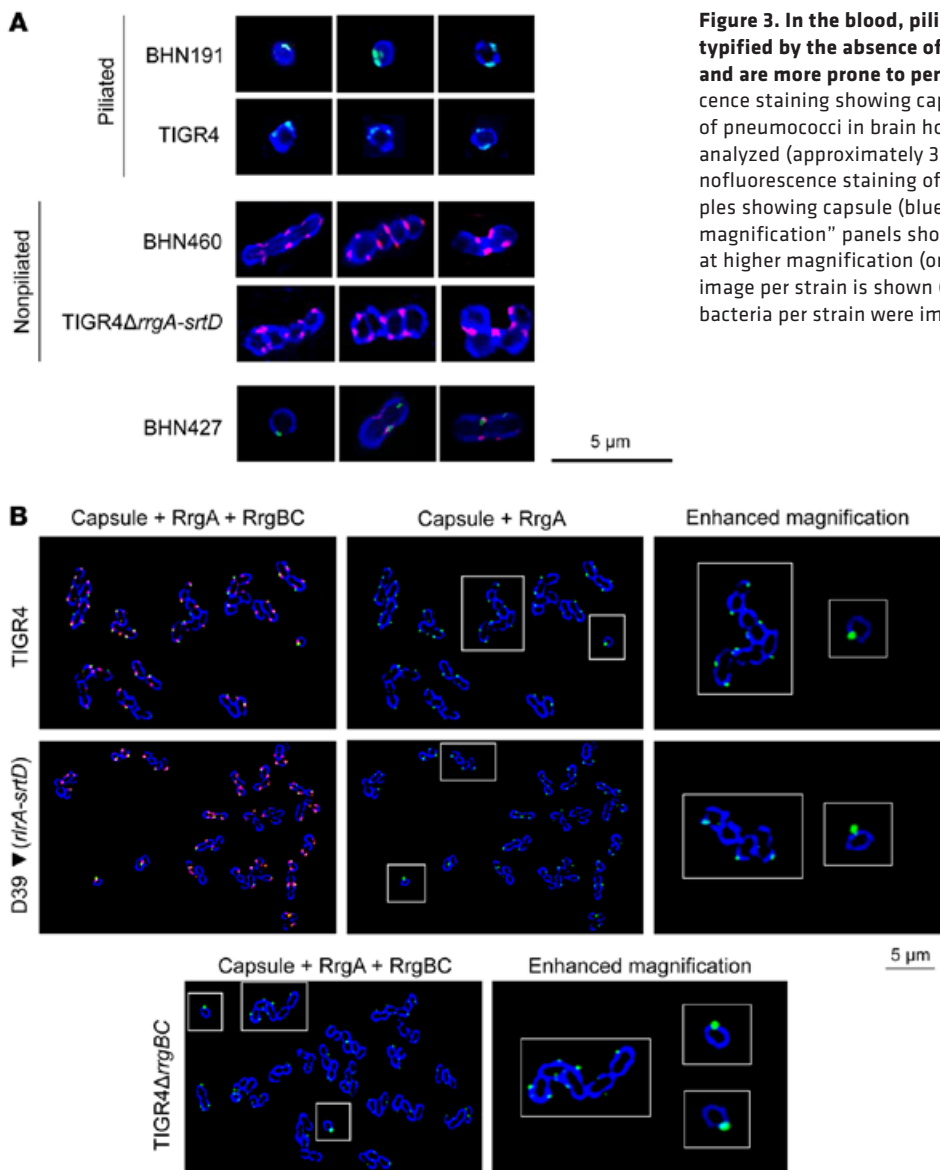 A
Piliated
BHN191
TIGR4
Nonpiliated
BHN460
TIGR4ΔrrgA-srtD
BHN427
5 µm
Figure 3. In the blood, pili
typified by the absence of
and are more prone to per
cence staining showing cap
of pneumococci in brain ho
analyzed (approximately 3
nofluorescence staining of
ples showing capsule (blue
magnification” panels sho
at higher magnification (or
image per strain is shown (
bacteria per strain were im
B
Capsule + RrgA + RrgBC
Capsule + RrgA
Enhanced magnification
TIGR4
D39 ▼ (rlrA-srtD)
5 µm
Capsule + RrgA + RrgBC
Enhanced magnification
TIGR4ΔrrgBC